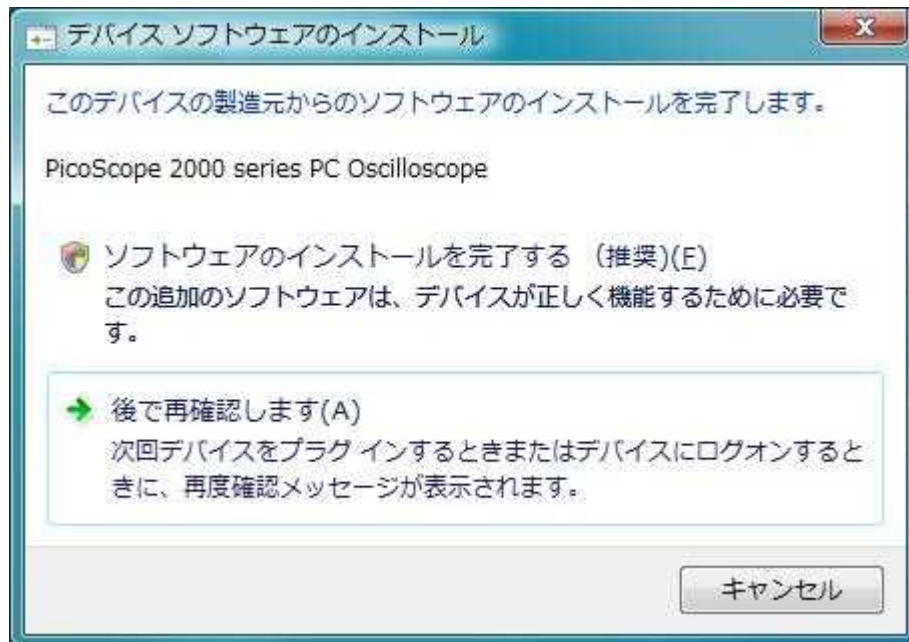 デバイス ソフトウェアのインストール
このデバイスの製造元からのソフトウェアのインストールを完了します。
PicoScope 2000 series PC Oscilloscope
ソフトウェアのインストールを完了する (推奨)(F)
この追加のソフトウェアは、デバイスが正しく機能するために必要で
す。
後で再確認します(A)
次回デバイスをプラグ インするときまたはデバイスにログオンすると
きに、再度確認メッセージが表示されます。
キャンセル